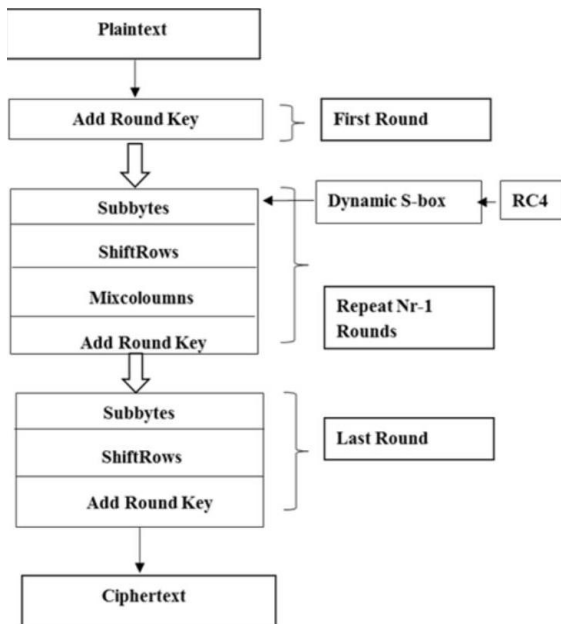 Plaintext
Add Round Key
First Round
Subbytes
Dynamic S-box
RC4
ShiftRows
Mixcoloumns
Add Round Key
Repeat Nr-1
Rounds
Subbytes
ShiftRows
Add Round Key
Last Round
Ciphertext